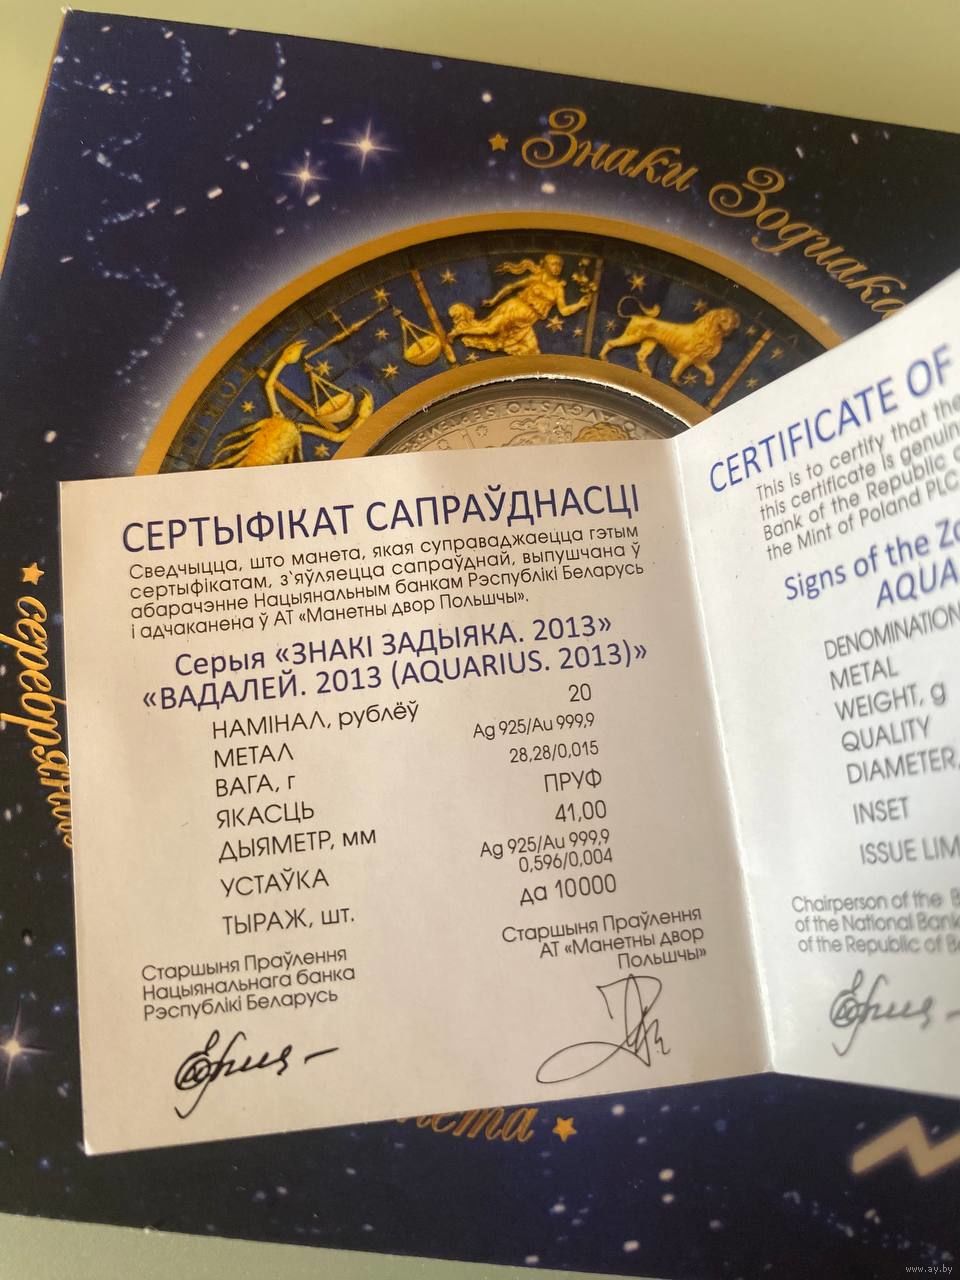 Знаки Зодиака
СЕРТЫФІКАТ САПРАЎДНАСЦІ
Сведчыцца, што манета, якая суправаджаецца гэтым
сертыфікатам, з`яўляецца сапраўднай, выпушчана ў
абарачэнне Нацыянальным банкам Рэспублікі Беларусь
і адчаканена ў АТ «Манетны двор Польшчы».
Серыя «ЗНАКІ ЗАДЫЯКА. 2013»
«ВАДАЛЕЙ. 2013 (AQUARIUS. 2013)»
НАМІНАЛ, рублёў 20
МЕТАЛ Ag 925/Au 999,9
ВАГА, г 28,28/0,015
ЯКАСЦЬ ПРУФ
ДЫЯМЕТР, мм 41,00
УСТАЎКА Ag 925/Au 999,9
0,596/0,004
ТЫРАЖ, шт. да 10000
Старшыня Праўлення
Нацыянальнага банка
Рэспублікі Беларусь
Старшыня Праўлення
АТ «Манетны двор
Польшчы»
CERTIFICATE OF
This is to certify that the
this certificate is genuin
Bank of the Republic
the Mint of Poland PLC
Signs of the Zo
AQUA
DENOMINATION
METAL
WEIGHT, g
QUALITY
DIAMETER,
INSET
ISSUE LIM
Chairperson of the B
of the National Bank
of the Republic of Be
www.ay.by